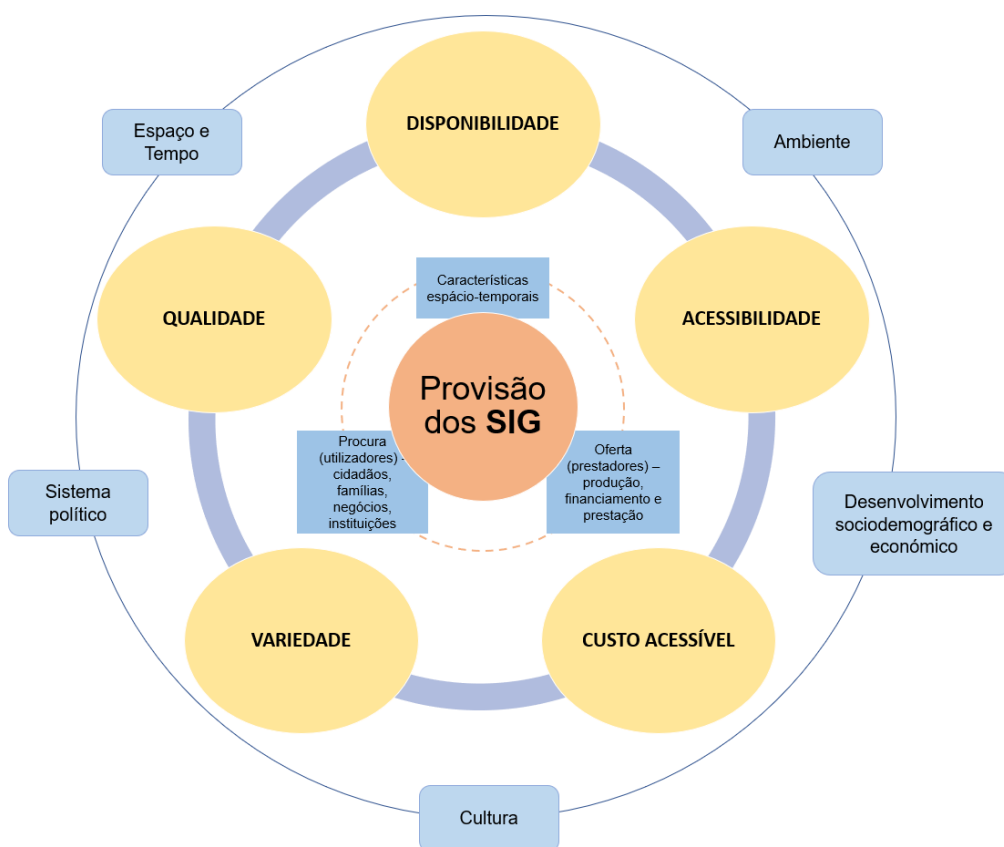 DISPONIBILIDADE
Espaço e
Tempo
Ambiente
QUALIDADE
Características
espácio-temporais
ACESSIBILIDADE
Provisão
dos SIG
Procura
(utilizadores) –
cidadãos,
famílias,
negócios,
instituições
Oferta
(prestadores) –
produção,
financiamento e
prestação
Sistema
político
Desenvolvimento
sociodemográfico e
económico
VARIEDADE
CUSTO ACESSÍVEL
Cultura